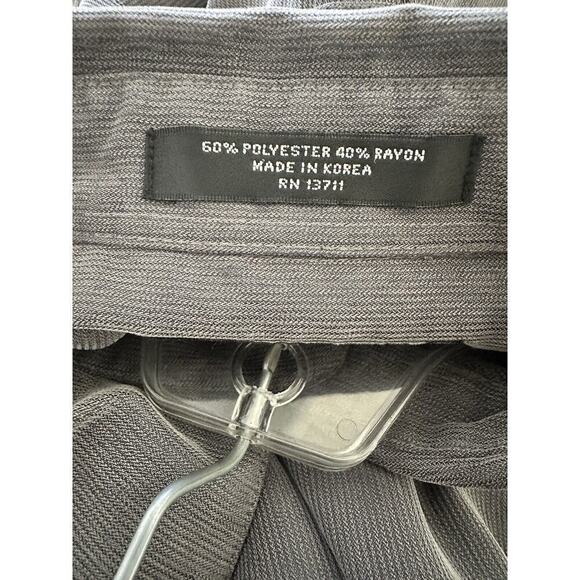 60% POLYESTER 40% RAYON
MADE IN KOREA
RN 13711